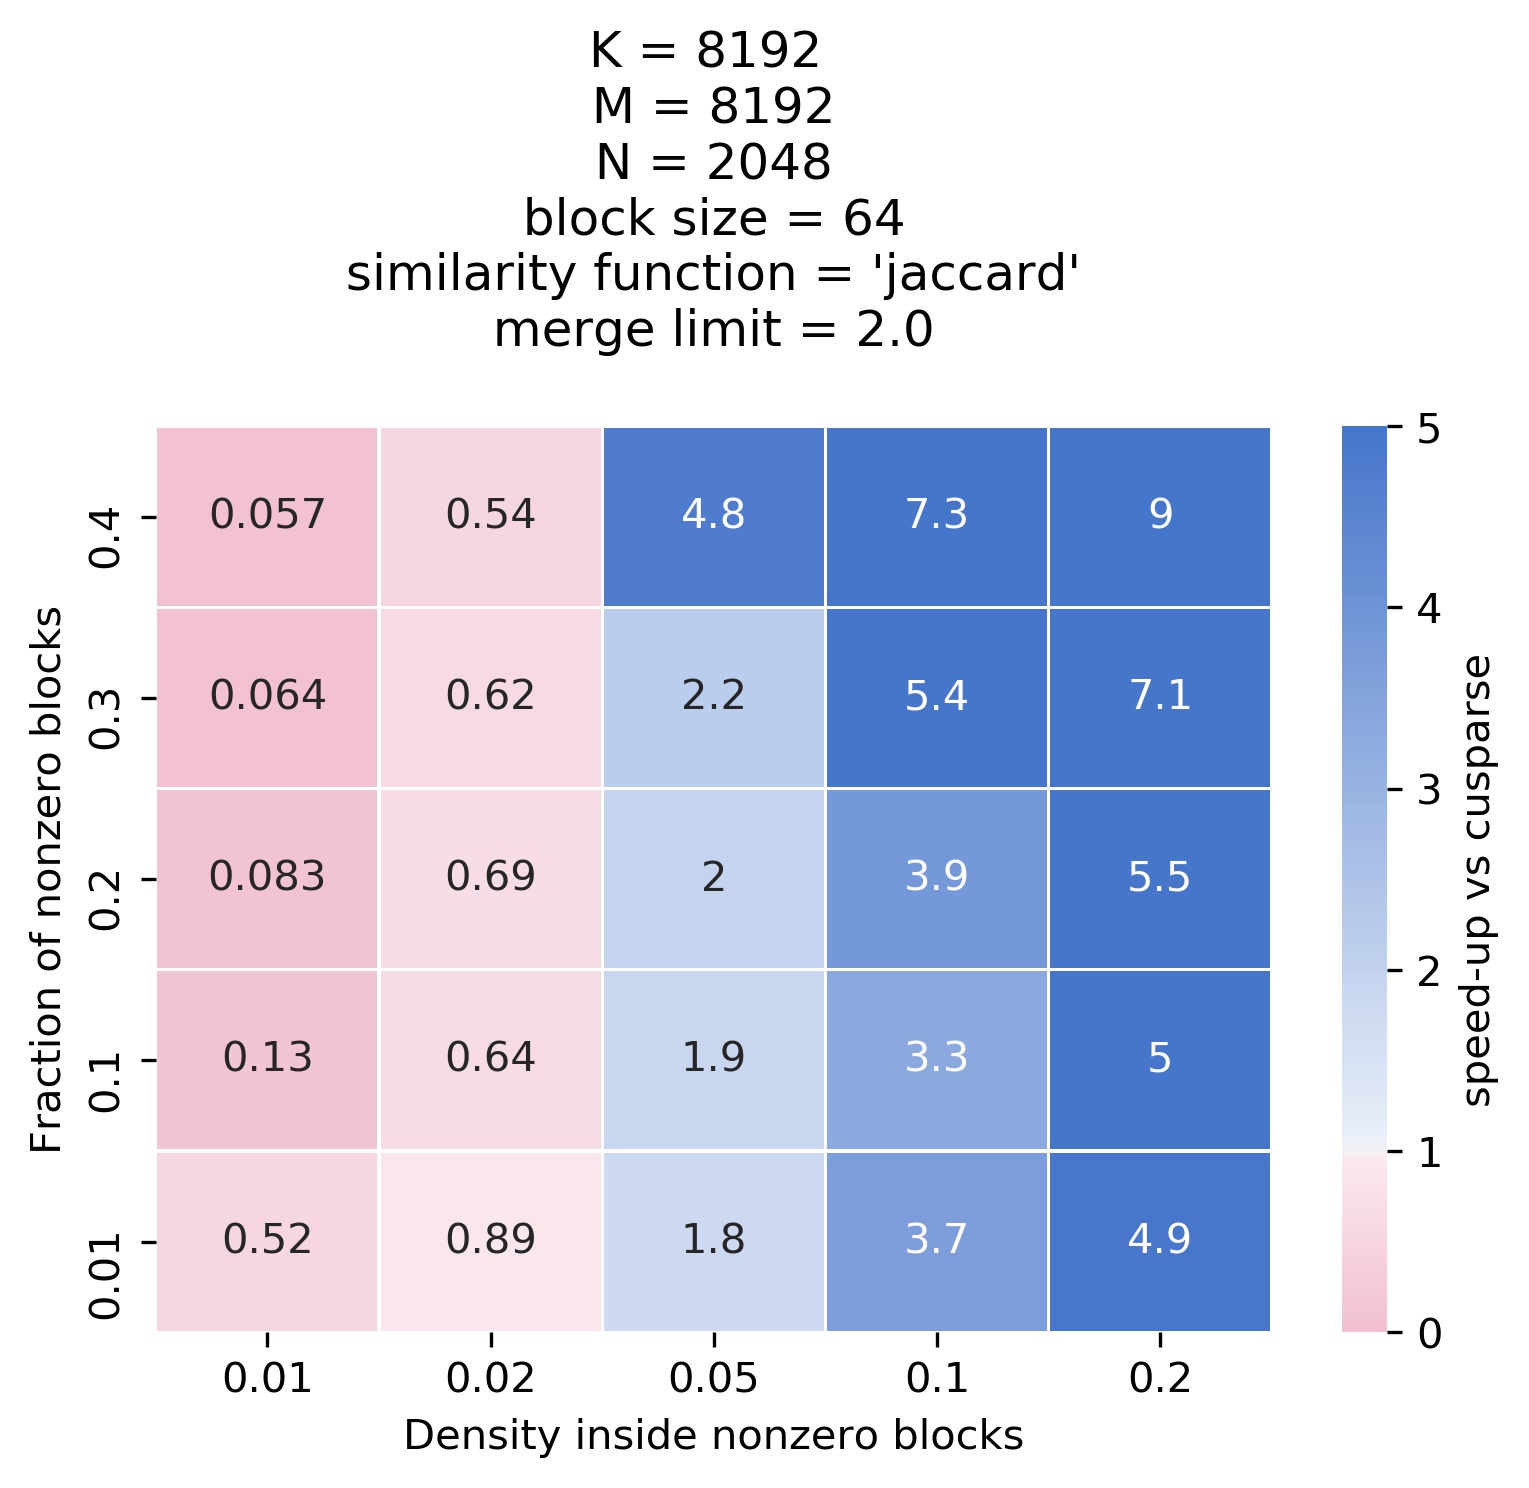 K = 8192
M = 8192
N = 2048
block size = 64
similarity function = 'jaccard'
merge limit = 2.0
Fraction of nonzero blocks
0.4 0.057 0.54 4.8 7.3 9
0.3 0.064 0.62 2.2 5.4 7.1
0.2 0.083 0.69 2 3.9 5.5
0.1 0.13 0.64 1.9 3.3 5
0.01 0.52 0.89 1.8 3.7 4.9
0.01 0.02 0.05 0.1 0.2
Density inside nonzero blocks
5
4
3
2
1
0
speed-up vs cusparse